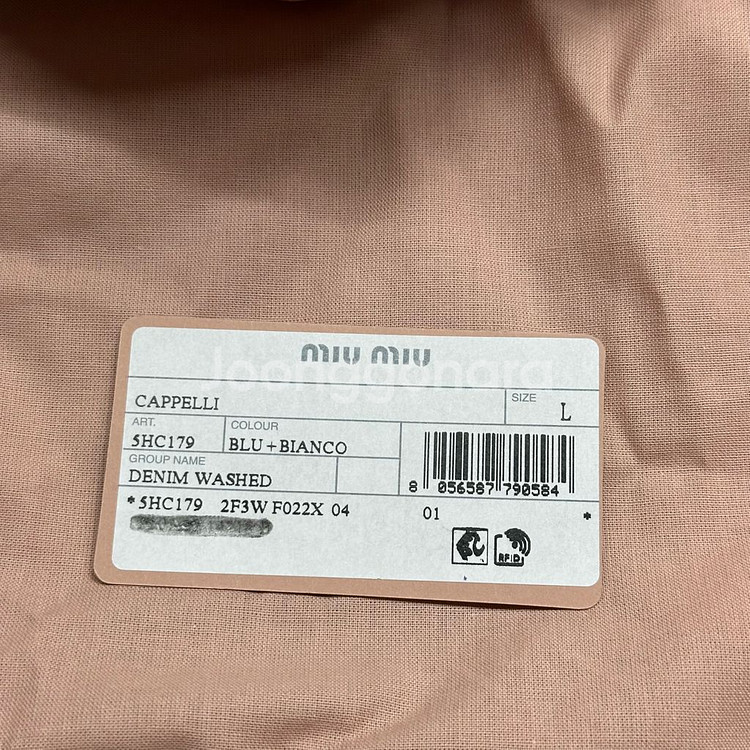 miu miu
Joonggonara
CAPPELLI
SIZE
L
ART.
5HC179
COLOUR
BLU+BIANCO
GROUP NAME
DENIM WASHED
8 056587 790584
*5HC179 2F3W F022X 04 01 *
RFID